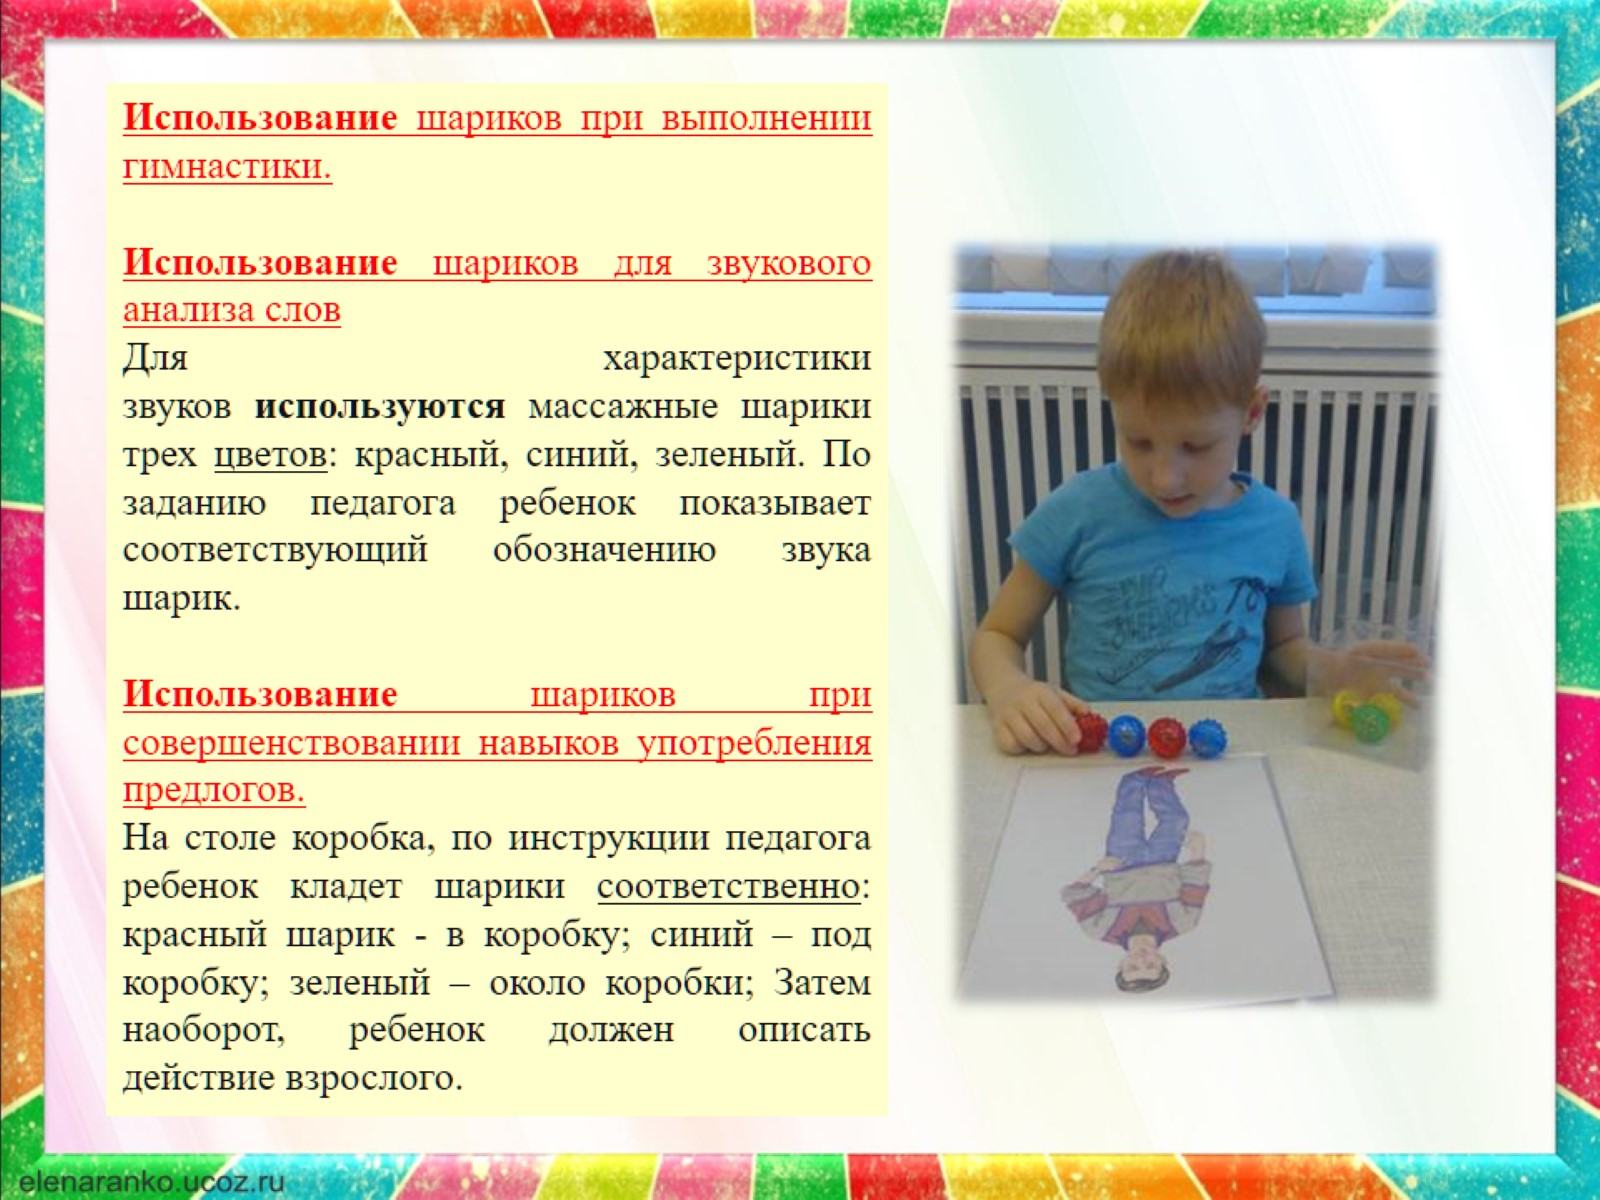 Использование шариков при выполнении
гимнастики.
Использование шариков для звукового
анализа слов
Для характеристики
звуков используются массажные шарики
трех цветов: красный, синий, зеленый. По
заданию педагога ребенок показывает
соответствующий обозначению звука
шарик.
Использование шариков при
совершенствовании навыков употребления
предлогов.
На столе коробка, по инструкции педагога
ребенок кладет шарики соответственно:
красный шарик - в коробку; синий – под
коробку; зеленый – около коробки; Затем
наоборот, ребенок должен описать
действие взрослого.
elenaranko.ucoz.ru